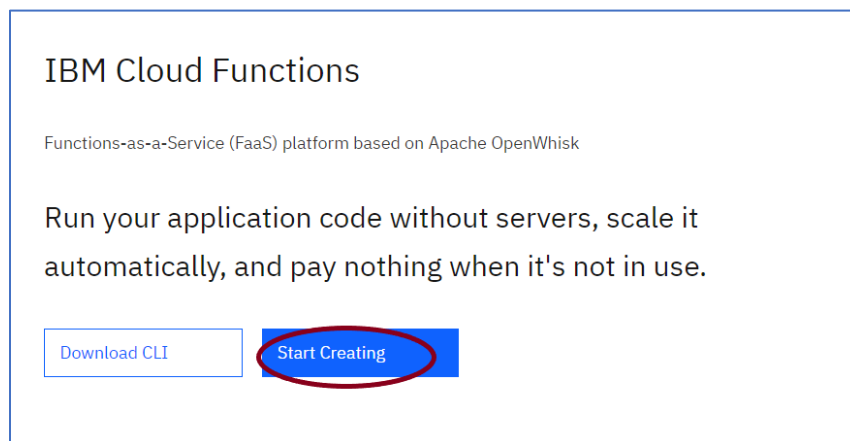 IBM Cloud Functions
Functions-as-a-Service (FaaS) platform based on Apache OpenWhisk
Run your application code without servers, scale it
automatically, and pay nothing when it's not in use.
Download CLI
Start Creating